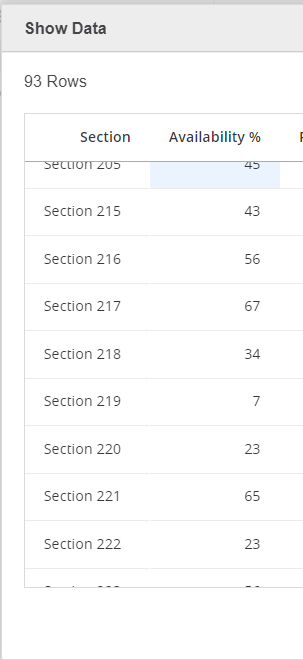 Show Data
93 Rows
Section Availability %
Section 205 45
Section 215 43
Section 216 56
Section 217 67
Section 218 34
Section 219 7
Section 220 23
Section 221 65
Section 222 23